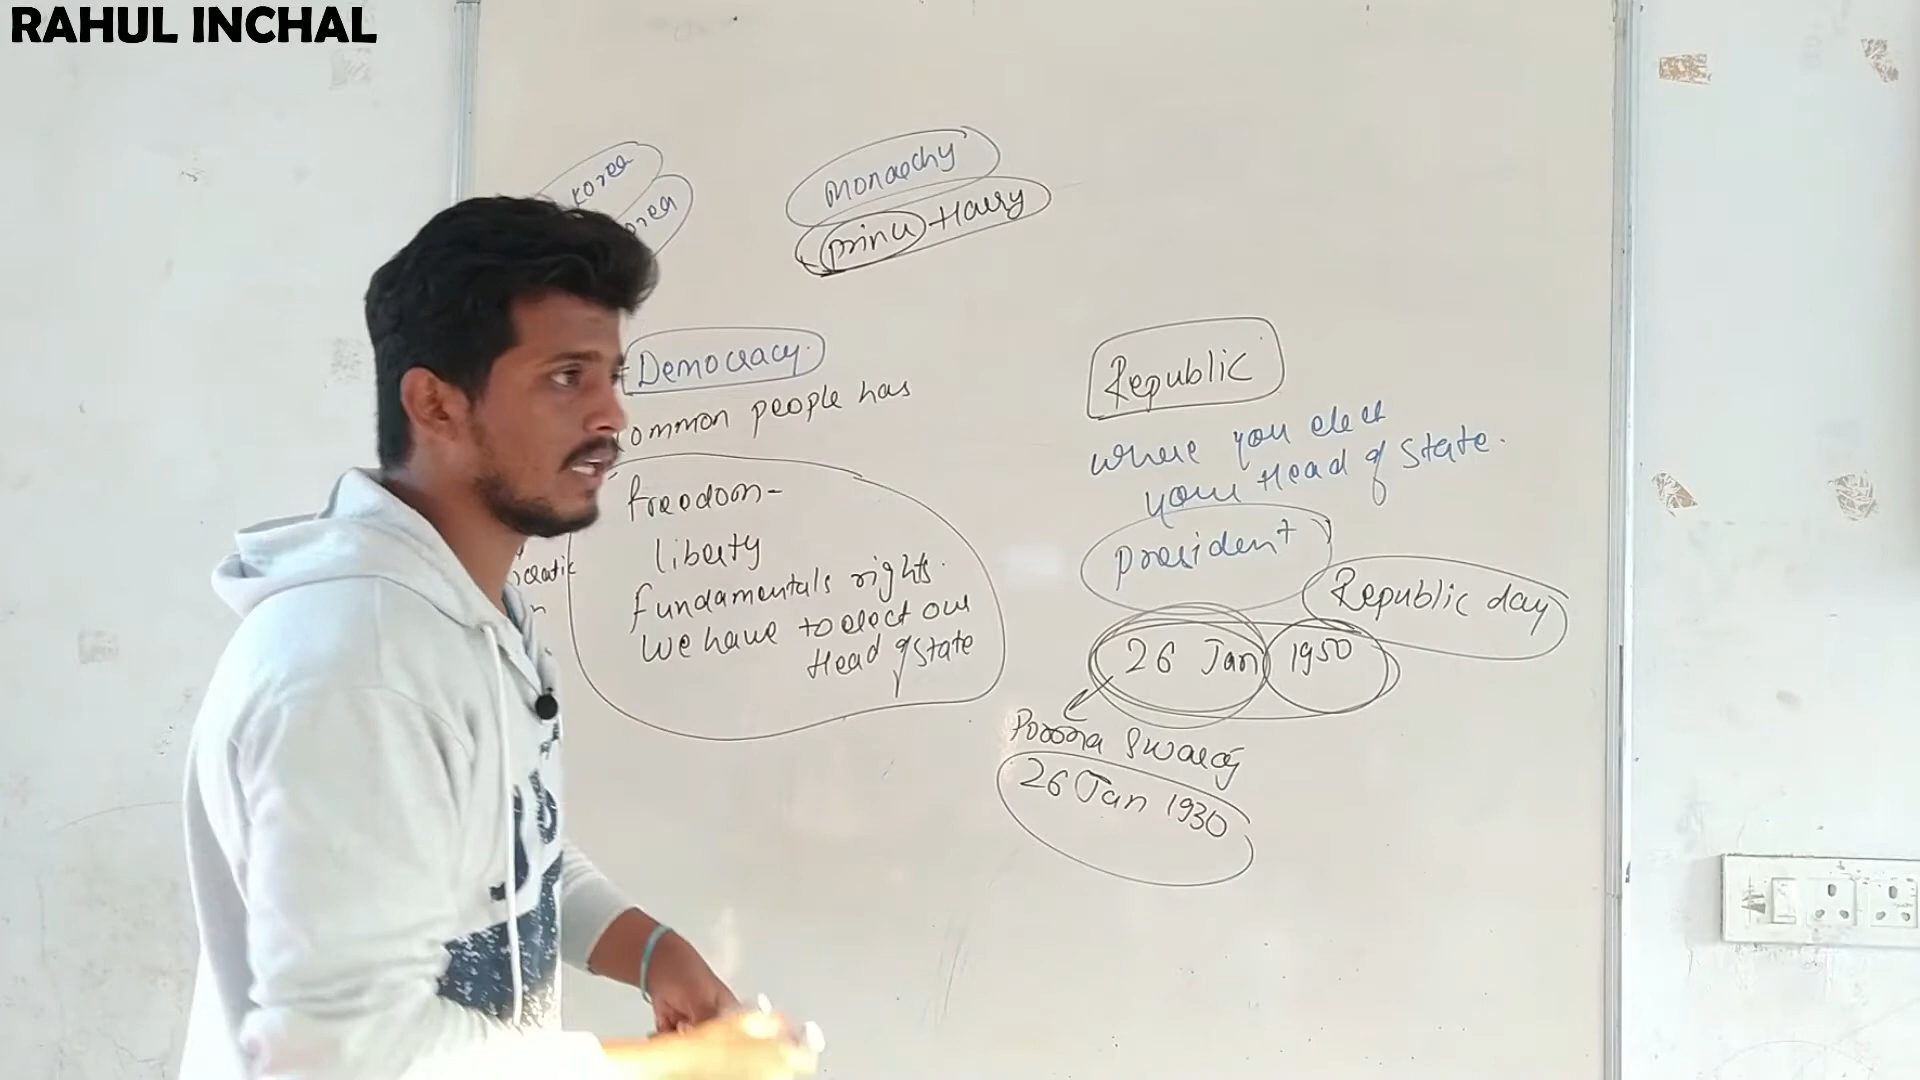 RAHUL INCHAL
Korea
orea
Monarchy
prince Harry
Democracy.
ommon people has
freedom-
liberty
fundamentals rights.
we have to elect our
Head of State
Republic
where you elect
your Head of State.
president
Republic day
26 Jan 1950
Poorna Swaraj
26 Jan 1930